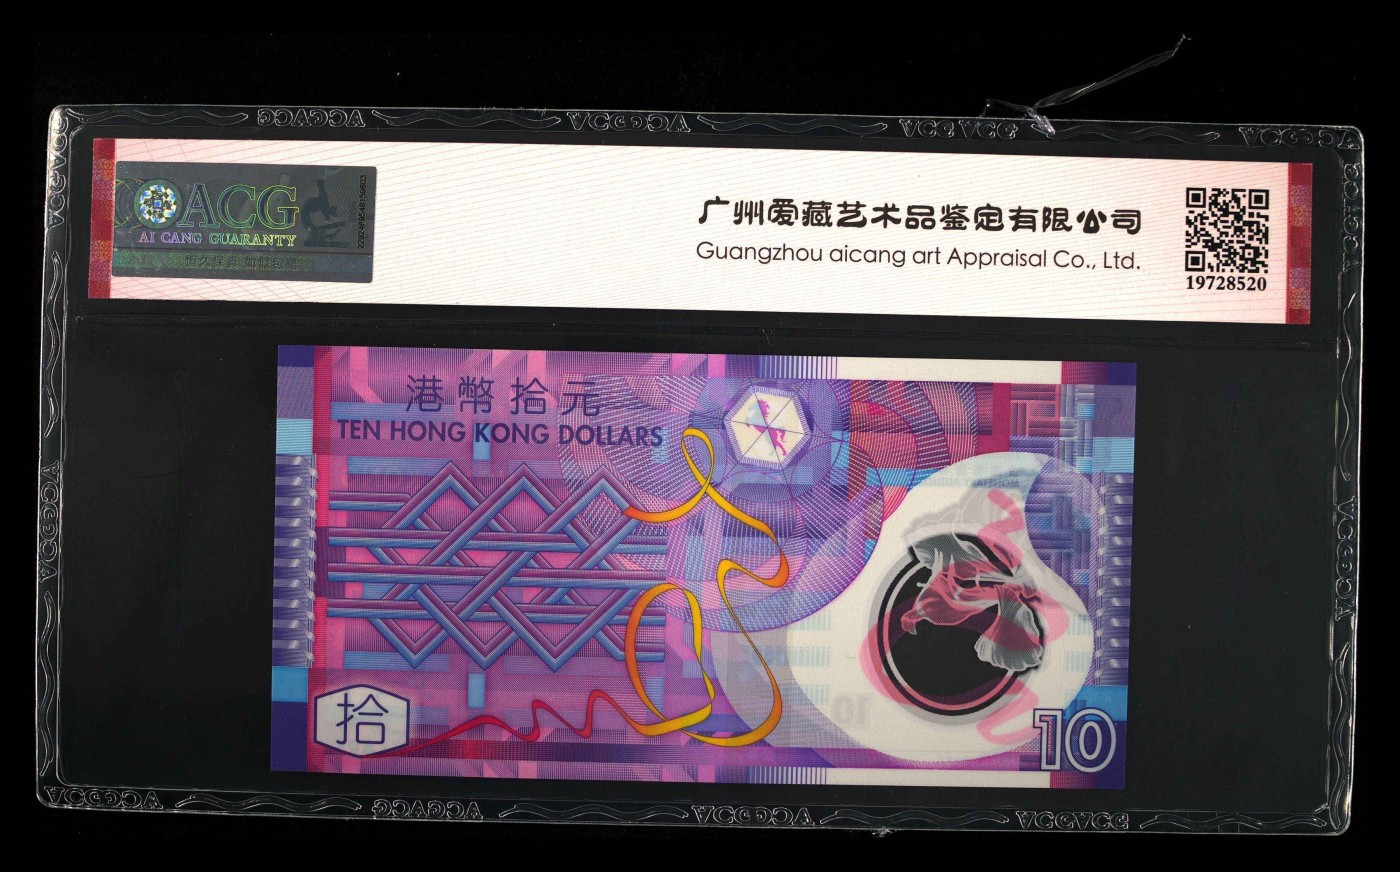 ACG
AI CANG GUARANTY
广州爱藏艺术品鉴定有限公司
Guangzhou aicang art Appraisal Co., Ltd.
19728520
港幣拾元
TEN HONG KONG DOLLARS
拾
10